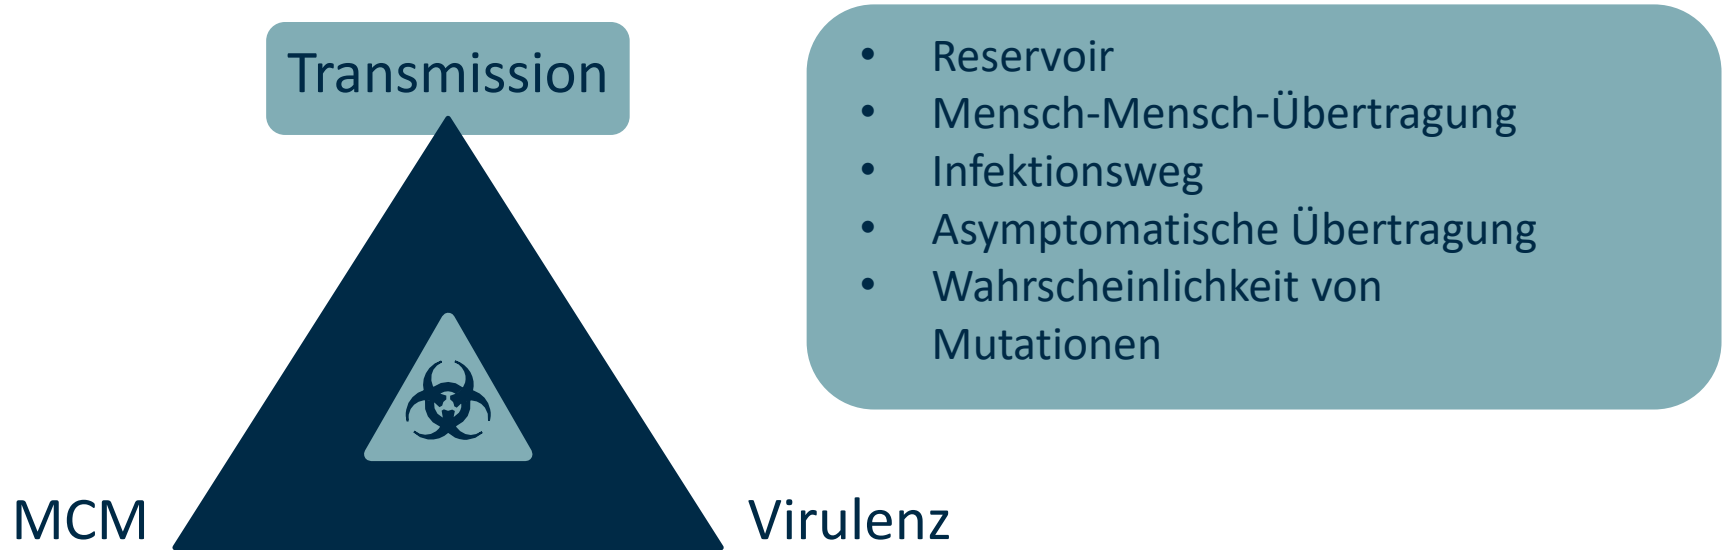 Transmission
• Reservoir
• Mensch-Mensch-Übertragung
• Infektionsweg
• Asymptomatische Übertragung
• Wahrscheinlichkeit von
Mutationen
MCM
Virulenz